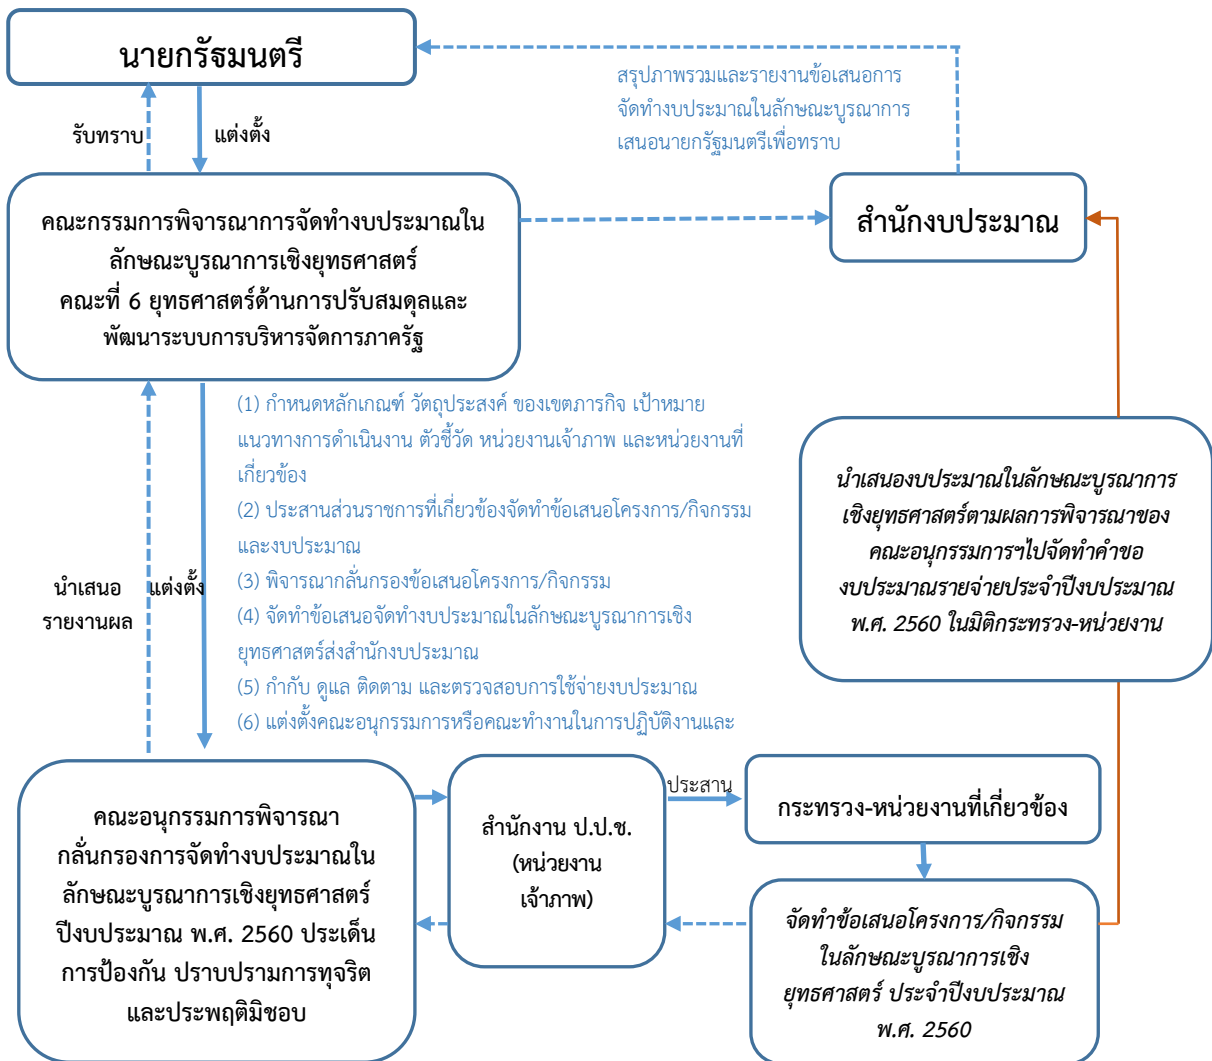 นายกรัฐมนตรี
สรุปภาพรวมและรายงานข้อเสนอการ
จัดทำงบประมาณในลักษณะบูรณาการ
เสนอนายกรัฐมนตรีเพื่อทราบ
รับทราบ
แต่งตั้ง
คณะกรรมการพิจารณาการจัดทำงบประมาณใน
ลักษณะบูรณาการเชิงยุทธศาสตร์
คณะที่ 6 ยุทธศาสตร์ด้านการปรับสมดุลและ
พัฒนาระบบการบริหารจัดการภาครัฐ
สำนักงบประมาณ
(1) กำหนดหลักเกณฑ์ วัตถุประสงค์ ของเขตภารกิจ เป้าหมาย
แนวทางการดำเนินงาน ตัวชี้วัด หน่วยงานเจ้าภาพ และหน่วยงานที่
เกี่ยวข้อง
(2) ประสานส่วนราชการที่เกี่ยวข้องจัดทำข้อเสนอโครงการ/กิจกรรม
และงบประมาณ
(3) พิจารณากลั่นกรองข้อเสนอโครงการ/กิจกรรม
(4) จัดทำข้อเสนอจัดทำงบประมาณในลักษณะบูรณาการเชิง
ยุทธศาสตร์ส่งสำนักงบประมาณ
(5) กำกับ ดูแล ติดตาม และตรวจสอบการใช้จ่ายงบประมาณ
(6) แต่งตั้งคณะอนุกรรมการหรือคณะทำงานในการปฏิบัติงานและ
นำเสนอ
รายงานผล
แต่งตั้ง
นำเสนองบประมาณในลักษณะบูรณาการ
เชิงยุทธศาสตร์ตามผลการพิจารณาของ
คณะอนุกรรมการฯไปจัดทำคำขอ
งบประมาณรายจ่ายประจำปีงบประมาณ
พ.ศ. 2560 ในมิติกระทรวง-หน่วยงาน
คณะอนุกรรมการพิจารณา
กลั่นกรองการจัดทำงบประมาณใน
ลักษณะบูรณาการเชิงยุทธศาสตร์
ปีงบประมาณ พ.ศ. 2560 ประเด็น
การป้องกัน ปราบปรามการทุจริต
และประพฤติมิชอบ
สำนักงาน ป.ป.ช.
(หน่วยงาน
เจ้าภาพ)
ประสาน
กระทรวง-หน่วยงานที่เกี่ยวข้อง
จัดทำข้อเสนอโครงการ/กิจกรรม
ในลักษณะบูรณาการเชิง
ยุทธศาสตร์ ประจำปีงบประมาณ
พ.ศ. 2560